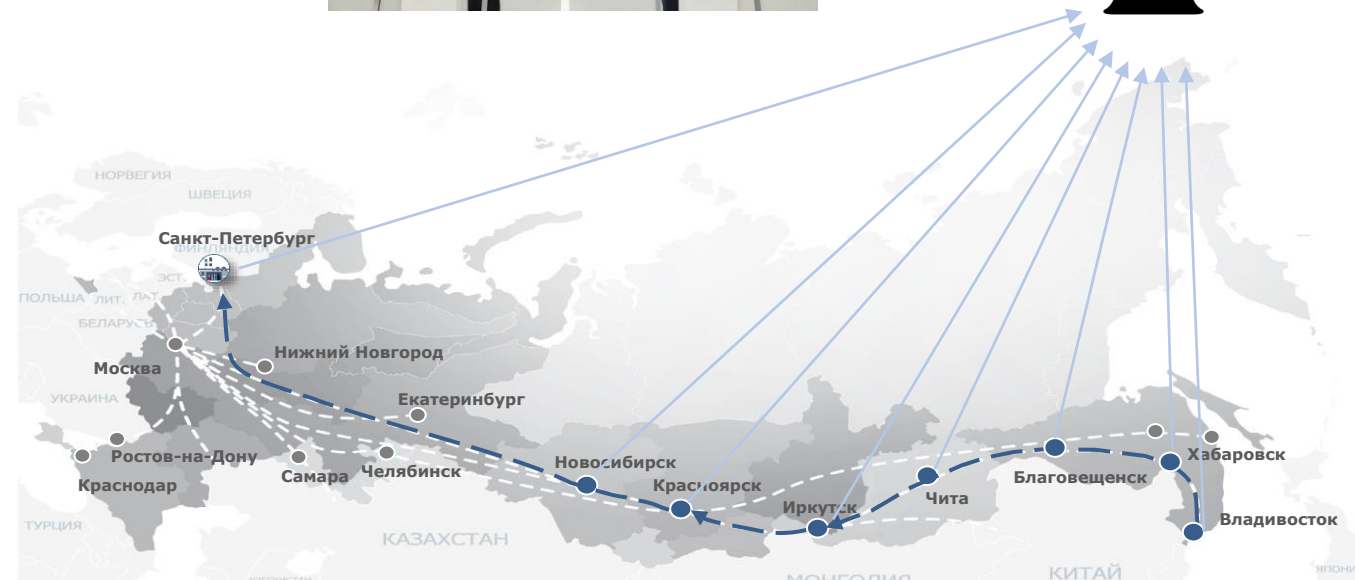 НОРВЕГИЯ
ШВЕЦИЯ
Санкт-Петербург
ФИНЛЯНДИЯ
ЭСТ.
ПОЛЬША
ЛИТ.
ЛАТ.
БЕЛАРУСЬ
Москва
Нижний Новгород
УКРАИНА
Екатеринбург
Ростов-на-Дону
Краснодар
Самара
Челябинск
Новосибирск
Красноярск
Иркутск
Чита
Благовещенск
Хабаровск
Владивосток
ТУРЦИЯ
КАЗАХСТАН
МОНГОЛИЯ
КИТАЙ